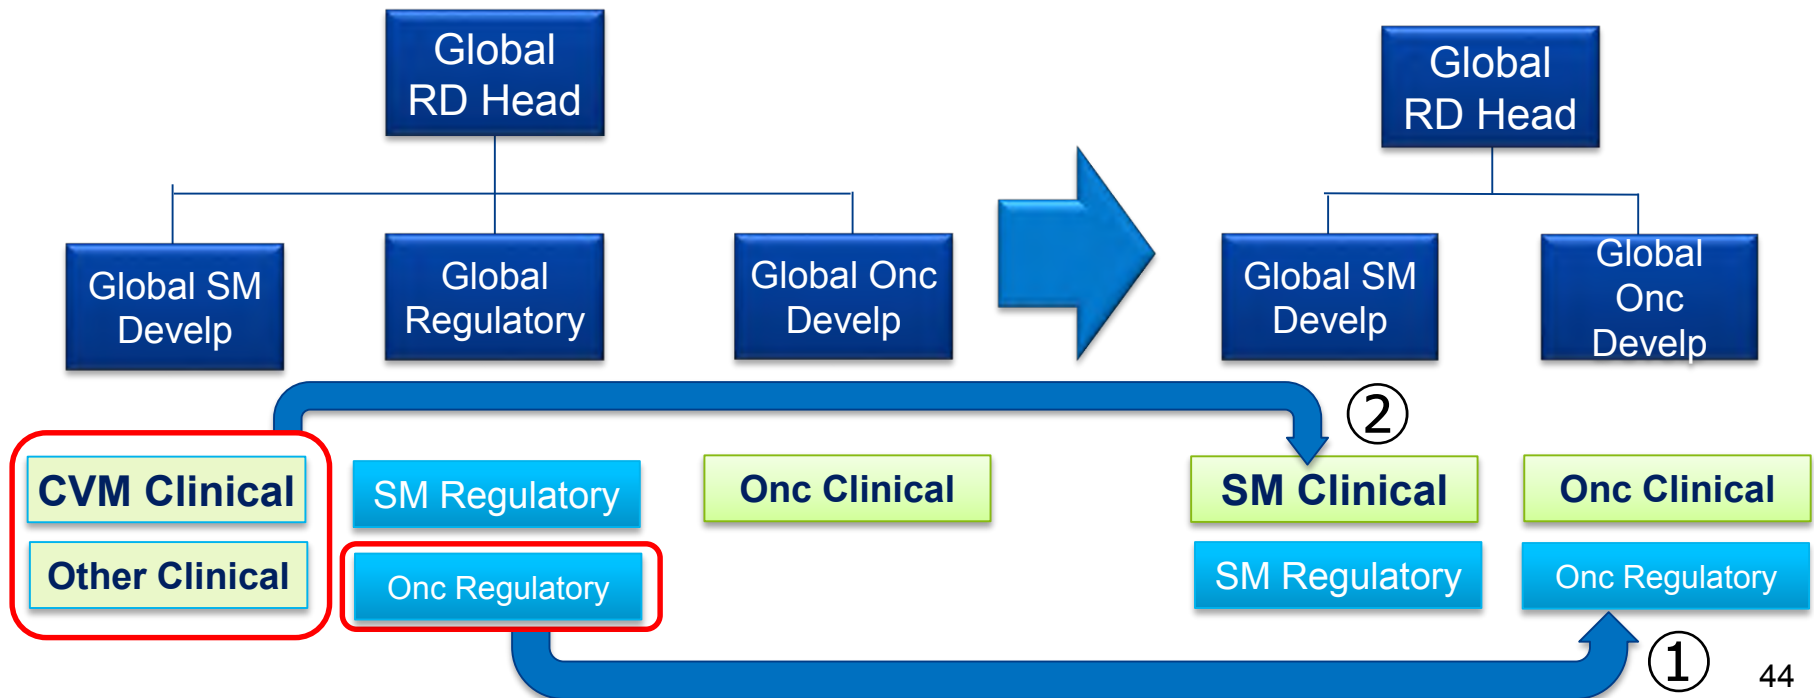 Global
RD Head
Global
RD Head
Global SM
Develp
Global
Regulatory
Global Onc
Develp
Global SM
Develp
Global
Onc
Develp
②
CVM Clinical
SM Regulatory
Onc Clinical
SM Clinical
Onc Clinical
Other Clinical
Onc Regulatory
SM Regulatory
Onc Regulatory
①
44